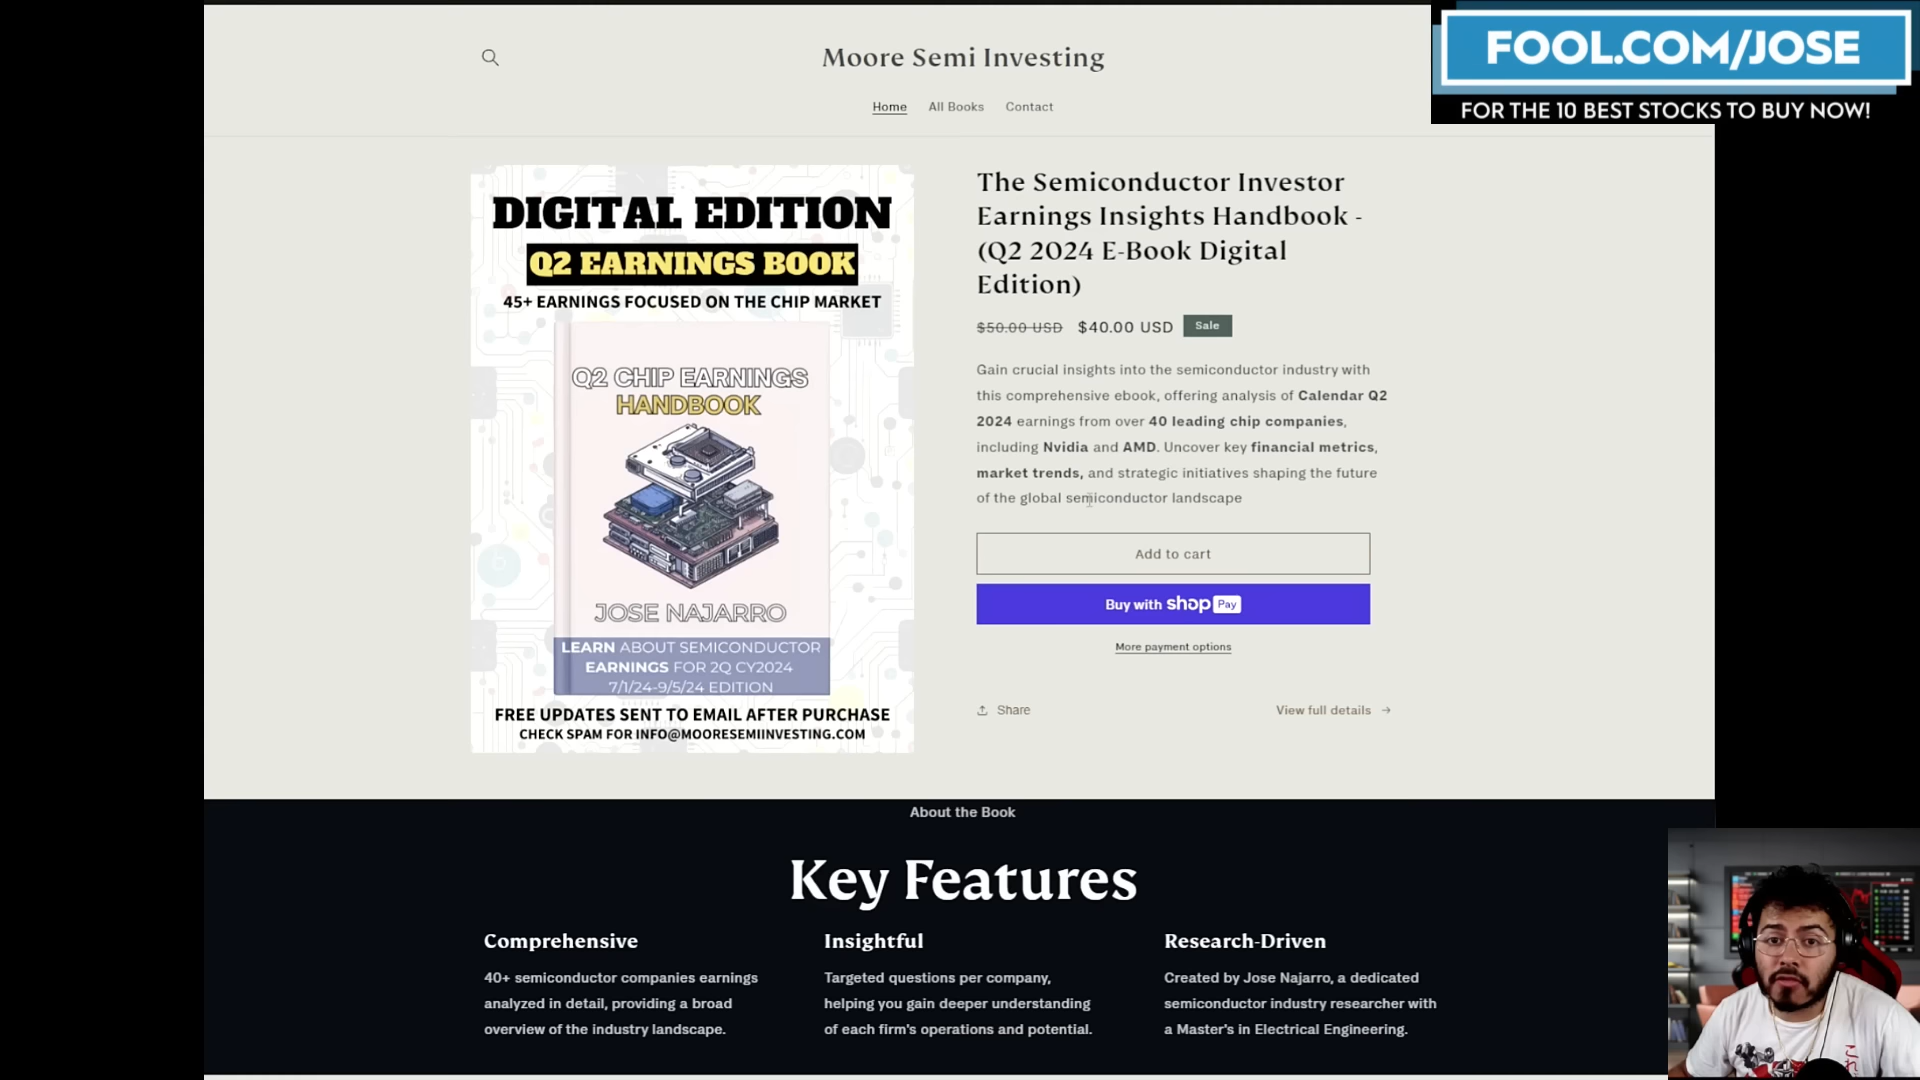 FOOL.COM/JOSE
FOR THE 10 BEST STOCKS TO BUY NOW!
Moore Semi Investing
Home
All Books
Contact
DIGITAL EDITION
Q2 EARNINGS BOOK
45+ EARNINGS FOCUSED ON THE CHIP MARKET
Q2 CHIP EARNINGS
HANDBOOK
JOSE NAJARRO
LEARN ABOUT SEMICONDUCTOR
EARNINGS FOR 2Q CY2024
7/1/24-9/5/24 EDITION
FREE UPDATES SENT TO EMAIL AFTER PURCHASE
CHECK SPAM FOR INFO@MOORESEMIINVESTING.COM
The Semiconductor Investor
Earnings Insights Handbook -
(Q2 2024 E-Book Digital
Edition)
$50.00 USD $40.00 USD Sale
Gain crucial insights into the semiconductor industry with
this comprehensive ebook, offering analysis of Calendar Q2
2024 earnings from over 40 leading chip companies,
including Nvidia and AMD. Uncover key financial metrics,
market trends, and strategic initiatives shaping the future
of the global semiconductor landscape
Add to cart
Buy with shop Pay
More payment options
Share
View full details
About the Book
Key Features
Comprehensive
40+ semiconductor companies earnings
analyzed in detail, providing a broad
overview of the industry landscape.
Insightful
Targeted questions per company,
helping you gain deeper understanding
of each firm's operations and potential.
Research-Driven
Created by Jose Najarro, a dedicated
semiconductor industry researcher with
a Master's in Electrical Engineering.